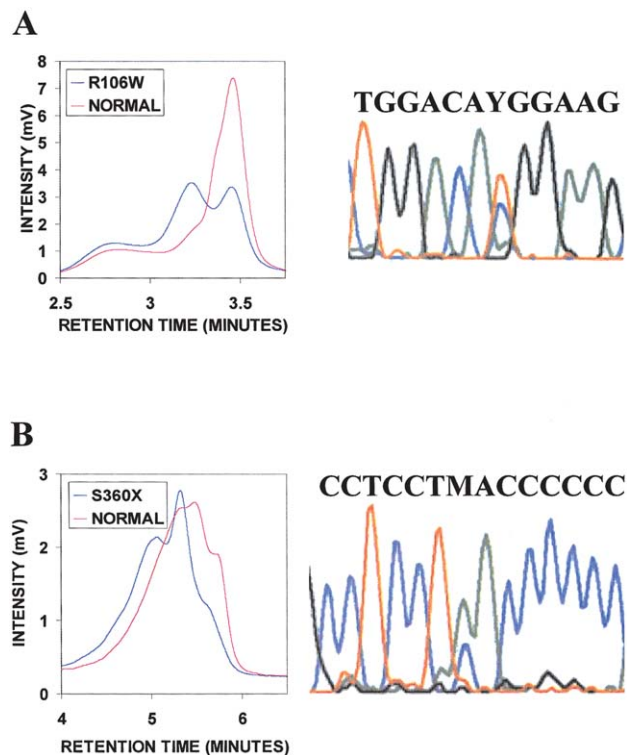 A
R106W
NORMAL
INTENSITY (mV)
8
7
6
5
4
3
2
1
0
2.5 3 3.5
RETENTION TIME (MINUTES)
TGGACAYGGAAG
B
S360X
NORMAL
INTENSITY (mV)
3
2
1
0
4 5 6
RETENTION TIME (MINUTES)
CCTCCTMACCCCCC